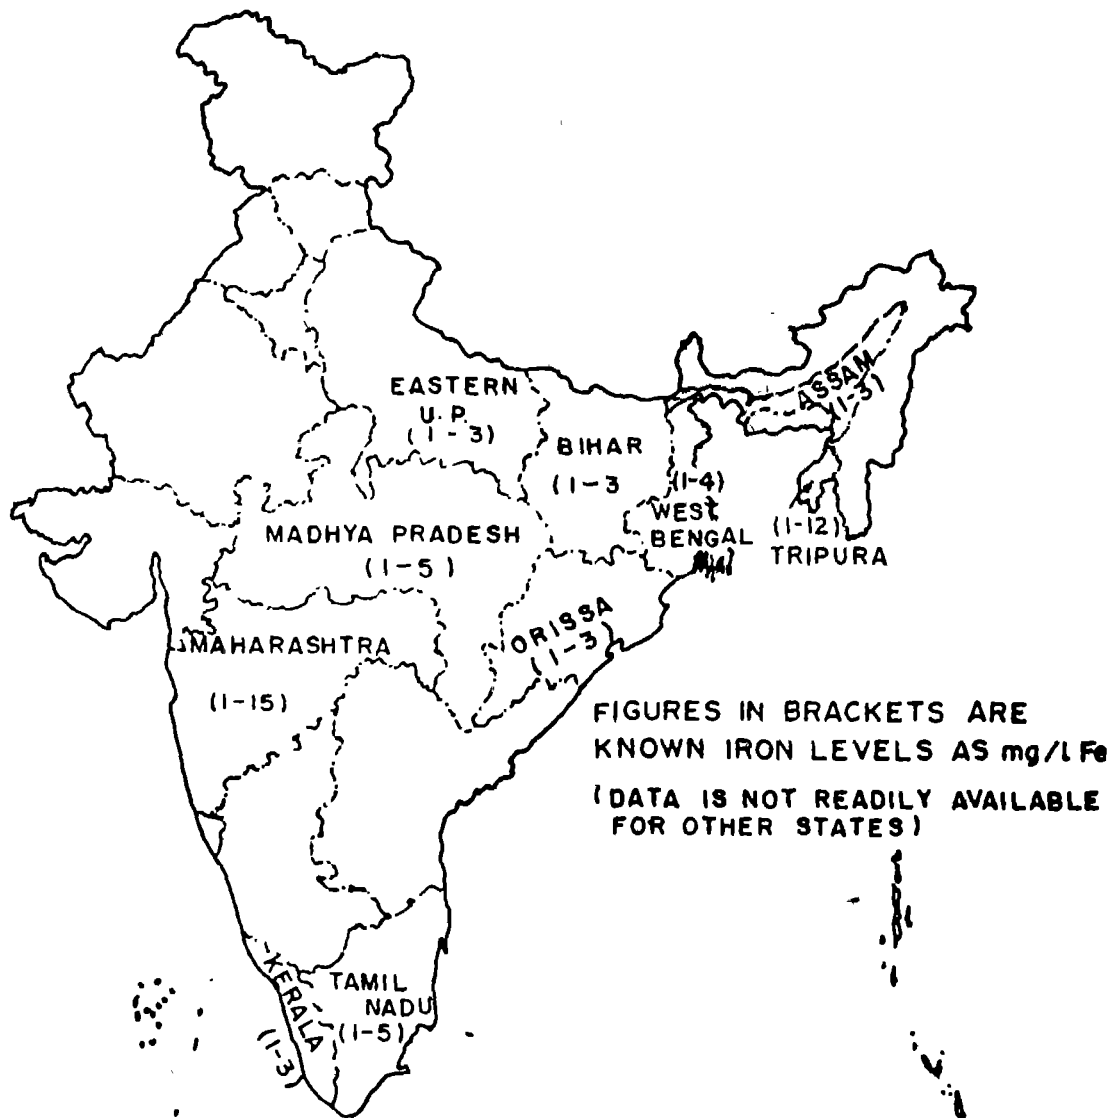 EASTERN
U.P.
(1-3)
BIHAR
(1-3
ASSAM
(1-3)
(1-4)
WEST
BENGAL
(1-12)
TRIPURA
MADHYA PRADESH
(1-5)
ORISSA
(1-3
MAHARASHTRA
(1-15)
FIGURES IN BRACKETS ARE
KNOWN IRON LEVELS AS mg/l Fe
(DATA IS NOT READILY AVAILABLE
FOR OTHER STATES)
KERALA
(1-3)
TAMIL
NADU
(1-5)